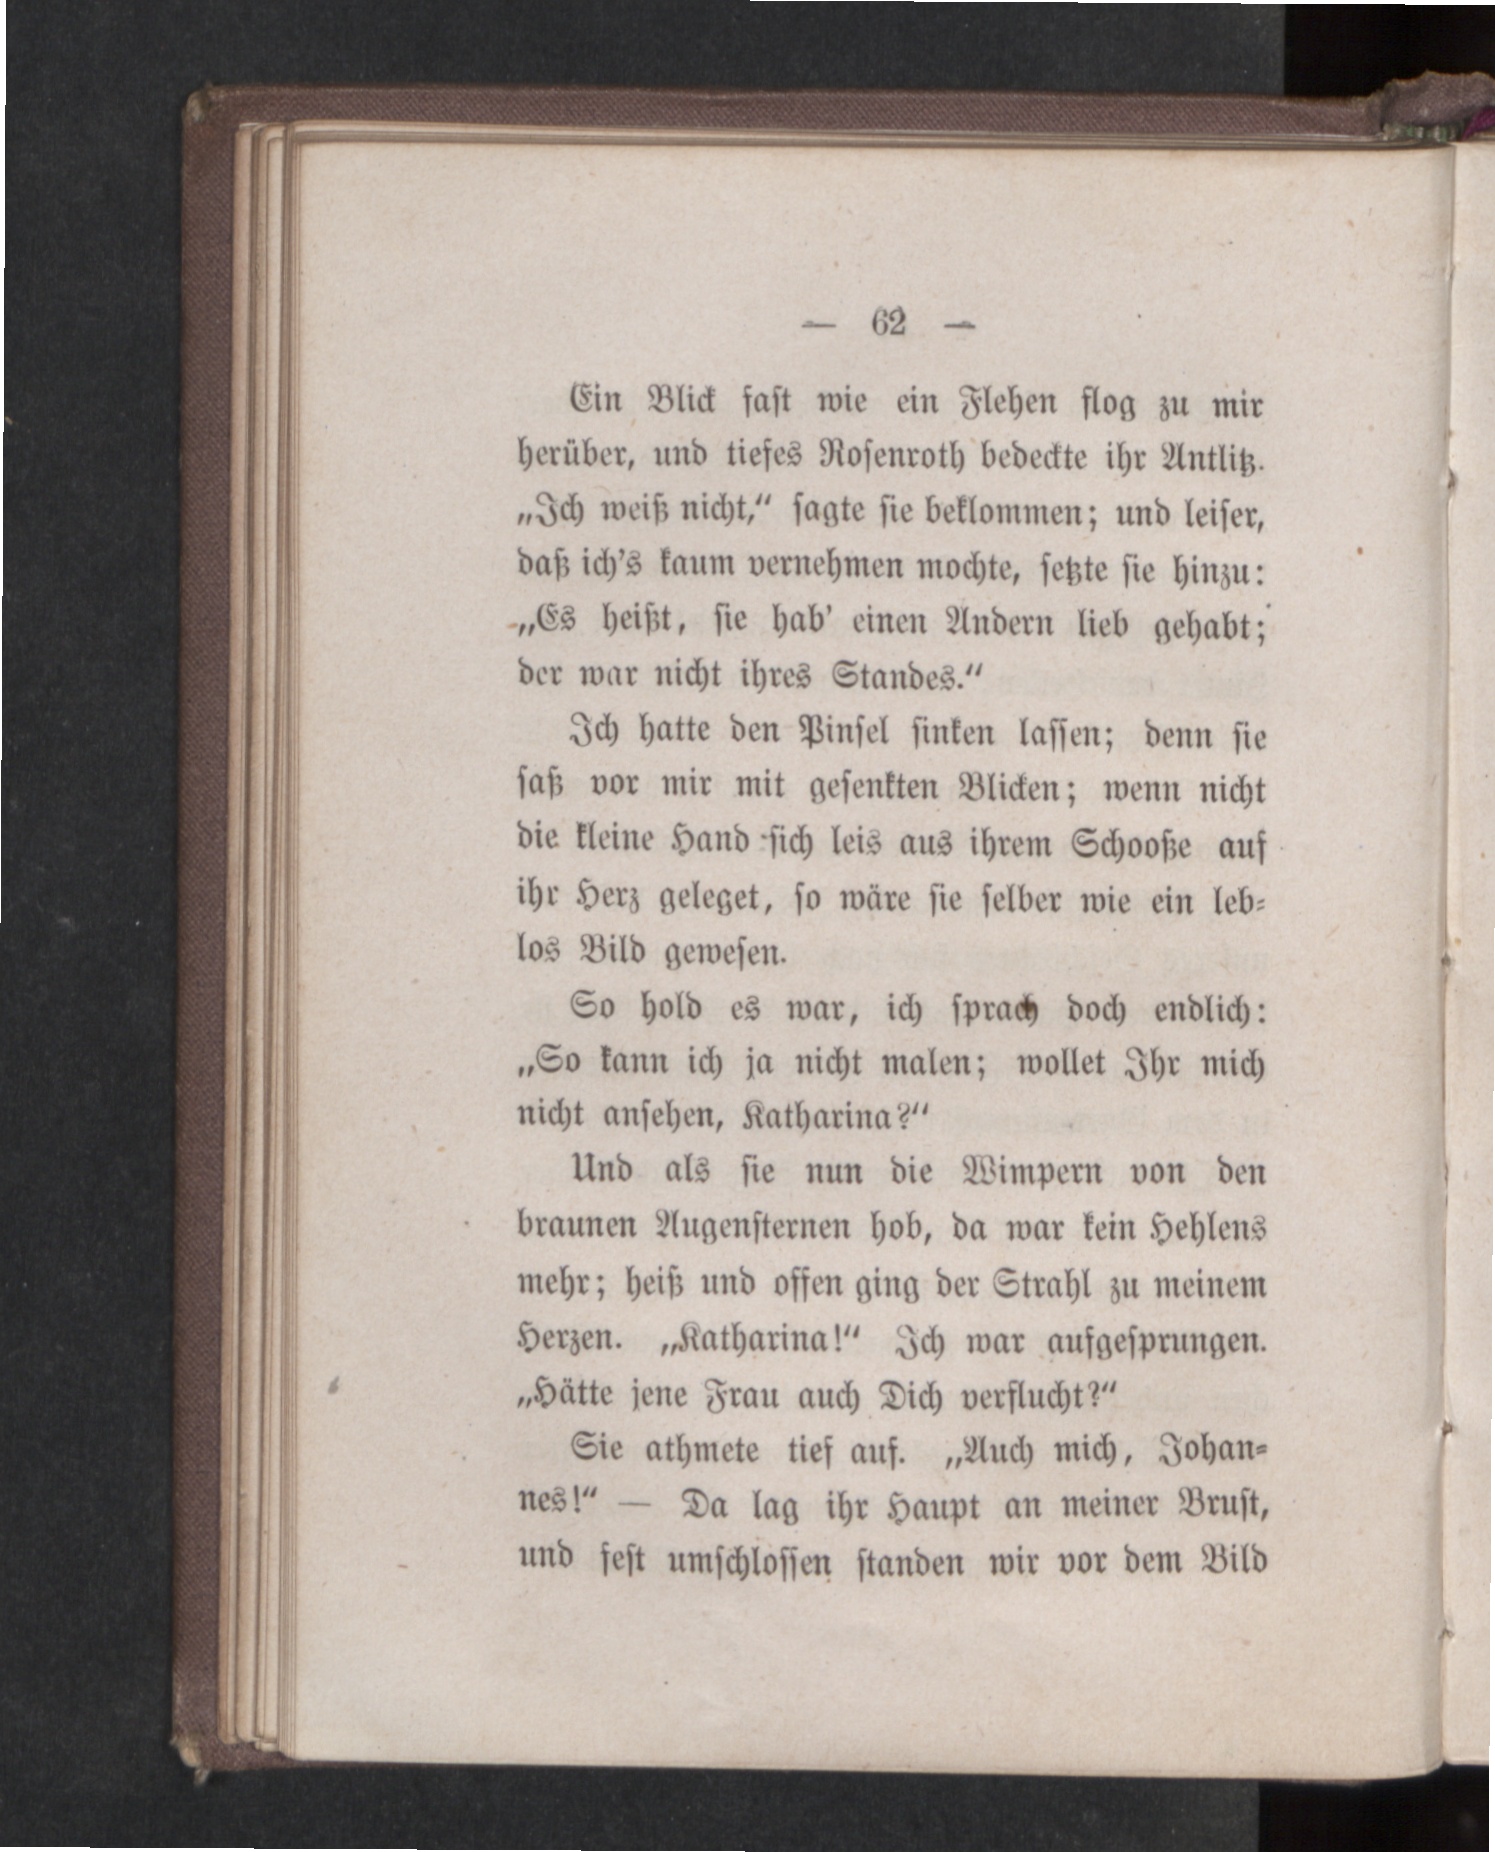 — 62 —
Ein Blick fast wie ein Flehen flog zu mir
herüber, und tiefes Rosenroth bedeckte ihr Antlitz.
„Ich weiß nicht,“ sagte sie beklommen; und leiser,
daß ich's kaum vernehmen mochte, setzte sie hinzu:
„Es heißt, sie hab' einen Andern lieb gehabt;
der war nicht ihres Standes.“
Ich hatte den Pinsel sinken lassen; denn sie
saß vor mir mit gesenkten Blicken; wenn nicht
die kleine Hand sich leis aus ihrem Schooße auf
ihr Herz geleget, so wäre sie selber wie ein leb-
los Bild gewesen.
So hold es war, ich sprach doch endlich:
„So kann ich ja nicht malen; wollet Ihr mich
nicht ansehen, Katharina?“
Und als sie nun die Wimpern von den
braunen Augensternen hob, da war kein Hehlens
mehr; heiß und offen ging der Strahl zu meinem
Herzen. „Katharina!“ Ich war aufgesprungen.
„Hätte jene Frau auch Dich verflucht?“
Sie athmete tief auf. „Auch mich, Johan-
nes!“ — Da lag ihr Haupt an meiner Brust,
und fest umschlossen standen wir vor dem Bild